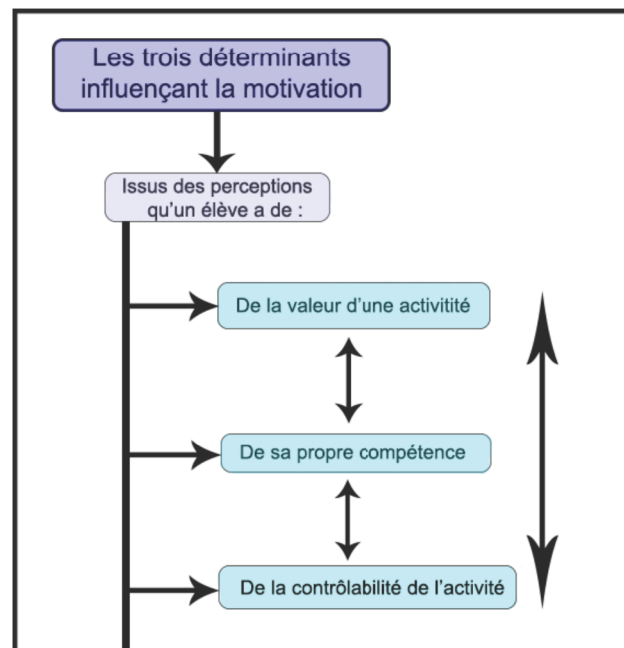 Les trois déterminants
influençant la motivation
Issus des perceptions
qu'un élève a de :
De la valeur d'une activitité
De sa propre compétence
De la contrôlabilité de l'activité